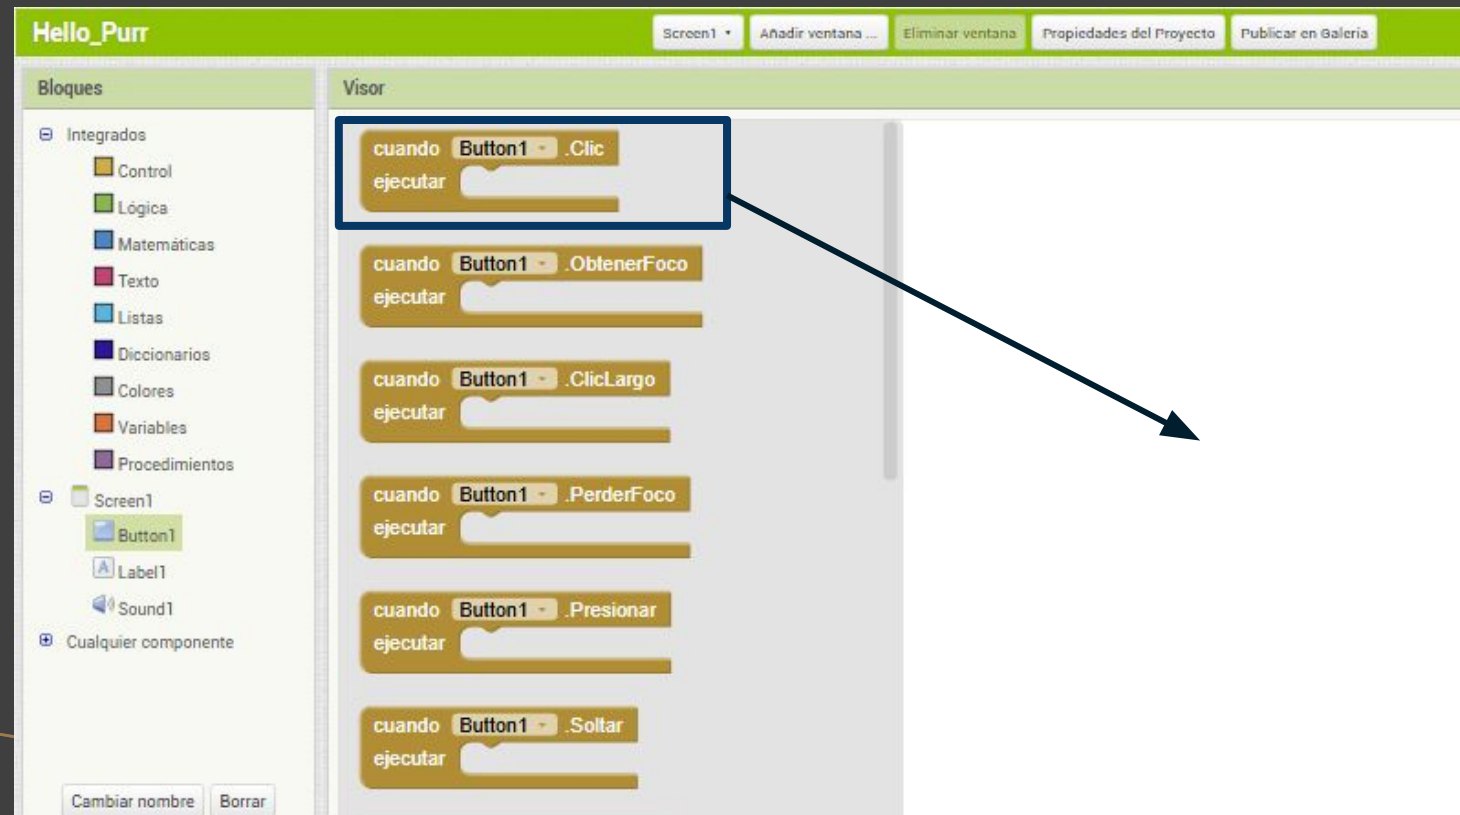 Hello_Purr
Screen1
Añadir ventana ...
Eliminar ventana
Propiedades del Proyecto
Publicar en Galería
Bloques
Integrados
Control
Lógica
Matemáticas
Texto
Listas
Diccionarios
Colores
Variables
Procedimientos
Screen1
Button1
A Label1
Sound1
Cualquier componente
Cambiar nombre
Borrar
Visor
cuando Button1 .Clic
ejecutar
cuando Button1 .ObtenerFoco
ejecutar
cuando Button1 .ClicLargo
ejecutar
cuando Button1 .PerderFoco
ejecutar
cuando Button1 .Presionar
ejecutar
cuando Button1 .Soltar
ejecutar